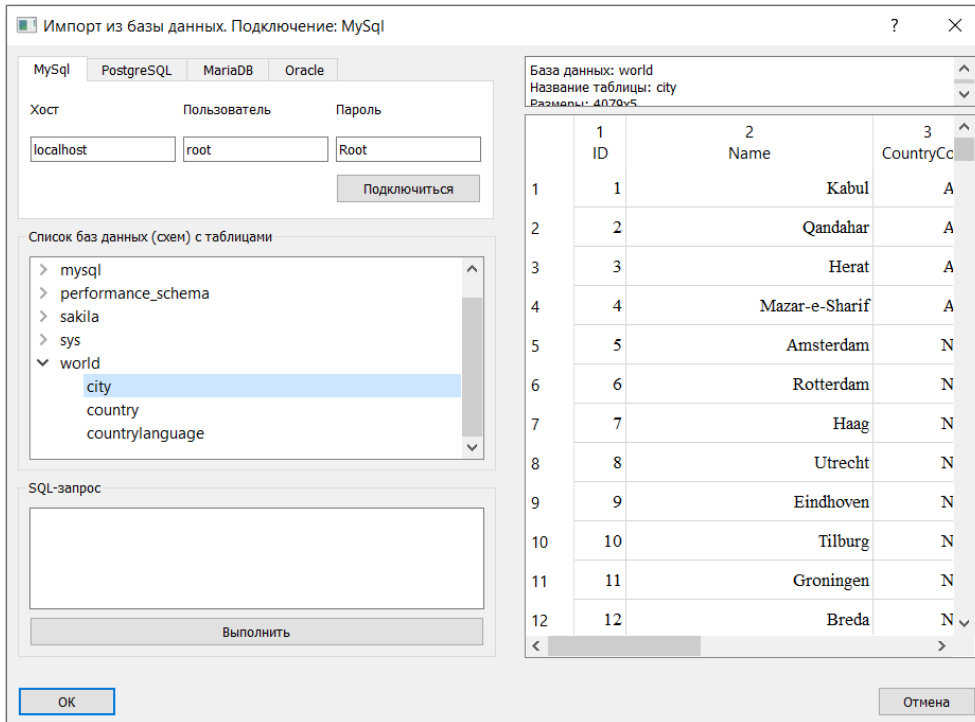 Импорт из базы данных. Подключение: MySql
?
MySql PostgreSQL MariaDB Oracle
Хост Пользователь Пароль
localhost root Root
Подключиться
Список баз данных (схем) с таблицами
mysql
performance_schema
sakila
sys
world
city
country
countrylanguage
SQL-запрос
Выполнить
OK
База данных: world
Название таблицы: city
Размеры: 4079x5
1 2 3
ID Name CountryCo
1 1 Kabul A
2 2 Qandahar A
3 3 Herat A
4 4 Mazar-e-Sharif A
5 5 Amsterdam N
6 6 Rotterdam N
7 7 Haag N
8 8 Utrecht N
9 9 Eindhoven N
10 10 Tilburg N
11 11 Groningen N
12 12 Breda N
Отмена